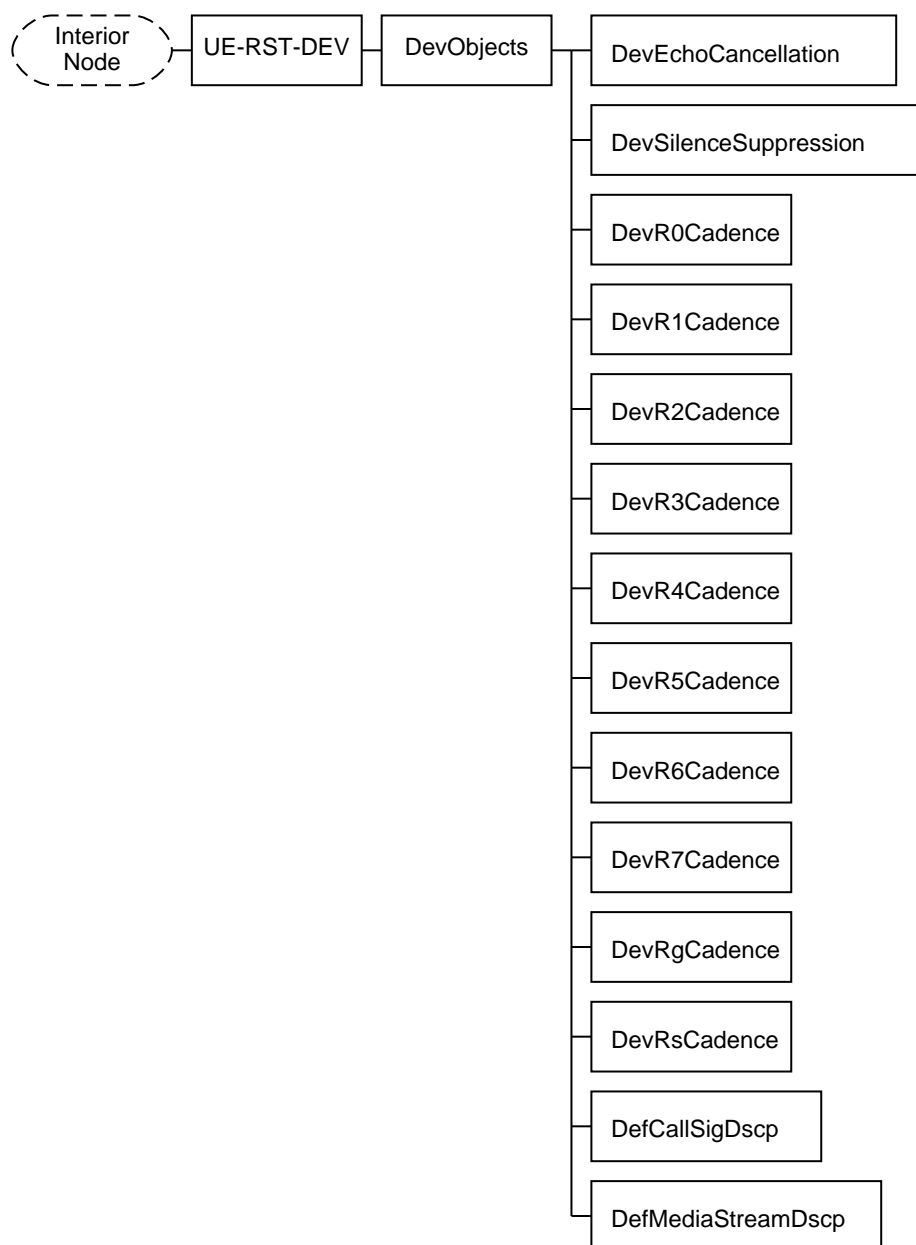 Interior
Node
UE-RST-DEV
DevObjects
DevEchoCancellation
DevSilenceSuppression
DevR0Cadence
DevR1Cadence
DevR2Cadence
DevR3Cadence
DevR4Cadence
DevR5Cadence
DevR6Cadence
DevR7Cadence
DevRgCadence
DevRsCadence
DefCallSigDscp
DefMediaStreamDscp